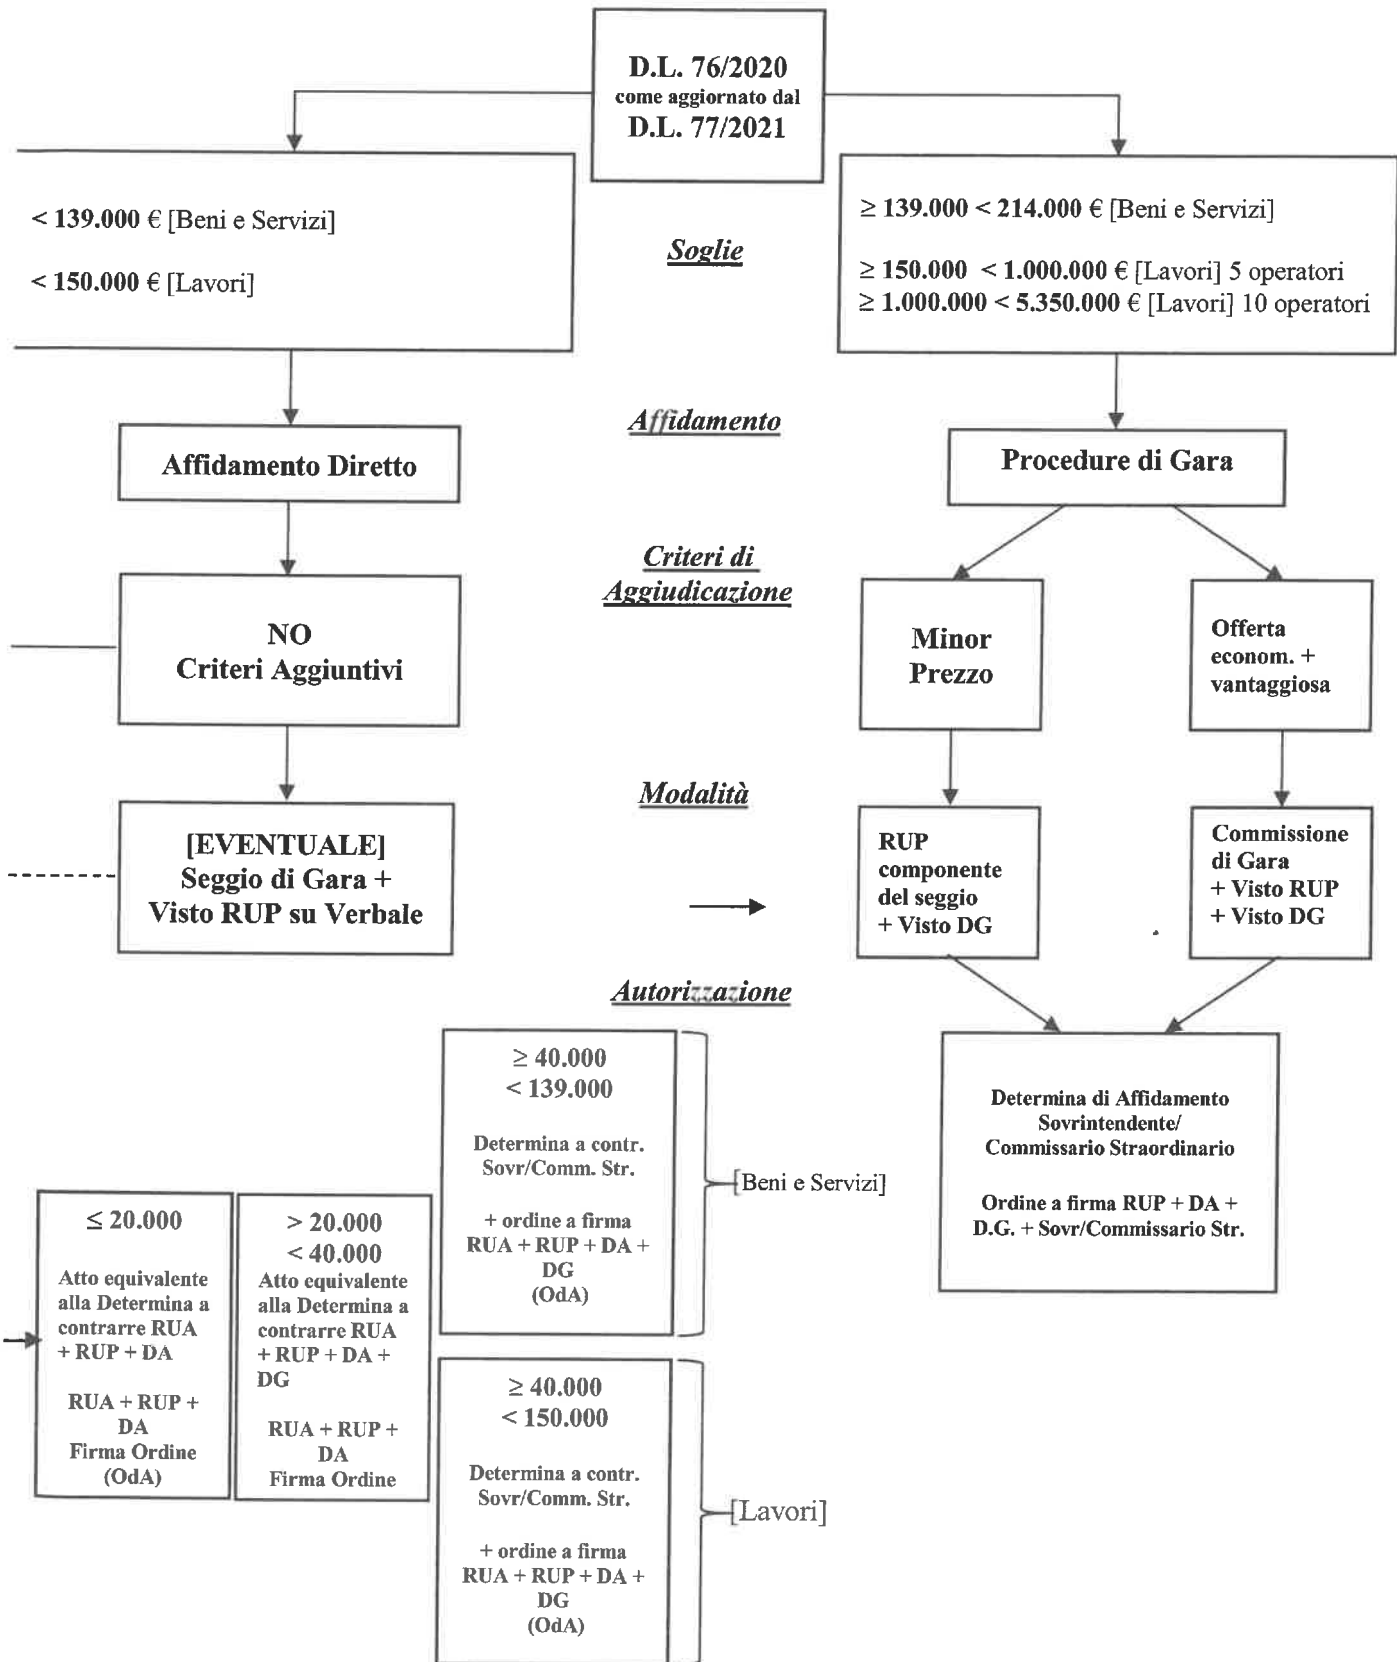 D.L. 76/2020
come aggiornato dal
D.L. 77/2021
< 139.000 € [Beni e Servizi]
< 150.000 € [Lavori]
Soglie
≥ 139.000 < 214.000 € [Beni e Servizi]
≥ 150.000 < 1.000.000 € [Lavori] 5 operatori
≥ 1.000.000 < 5.350.000 € [Lavori] 10 operatori
Affidamento
Affidamento Diretto
Procedure di Gara
Criteri di
Aggiudicazione
NO
Criteri Aggiuntivi
Minor
Prezzo
Offerta
econom. +
vantaggiosa
Modalità
[EVENTUALE]
Seggio di Gara +
Visto RUP su Verbale
RUP
componente
del seggio
+ Visto DG
Commissione
di Gara
+ Visto RUP
+ Visto DG
Autorizzazione
≤ 20.000
Atto equivalente
alla Determina a
contrarre RUA
+ RUP + DA
RUA + RUP +
DA
Firma Ordine
(OdA)
> 20.000
< 40.000
Atto equivalente
alla Determina a
contrarre RUA
+ RUP + DA +
DG
RUA + RUP +
DA
Firma Ordine
≥ 40.000
< 139.000
Determina a contr.
Sovr/Comm. Str.
+ ordine a firma
RUA + RUP + DA +
DG
(OdA)
[Beni e Servizi]
≥ 40.000
< 150.000
Determina a contr.
Sovr/Comm. Str.
+ ordine a firma
RUA + RUP + DA +
DG
(OdA)
[Lavori]
Determina di Affidamento
Sovrintendente/
Commissario Straordinario
Ordine a firma RUP + DA +
D.G. + Sovr/Commissario Str.